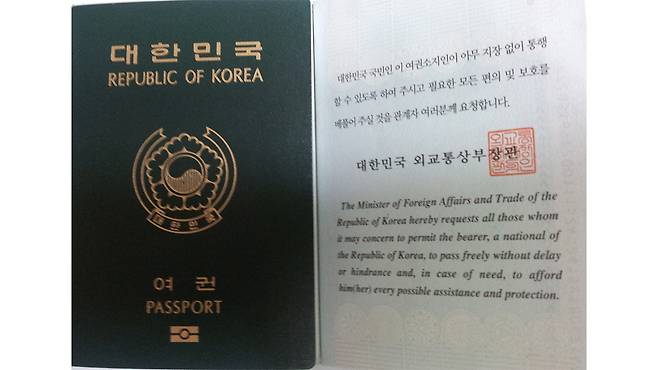 대한민국
REPUBLIC OF KOREA
대한민국
여권
PASSPORT
대한민국 국민인 이 여권소지인이 아무 지장 없이 통행
할 수 있도록 하여 주시고 필요한 모든 편의 및 보호를
베풀어 주실 것을 관계자 여러분께 요청합니다.
대한민국 외교통상부장관
The Minister of Foreign Affairs and Trade of the
Republic of Korea hereby requests all those whom
it may concern to permit the bearer, a national of
the Republic of Korea, to pass freely without delay
or hindrance and, in case of need, to afford
him(her) every possible assistance and protection.